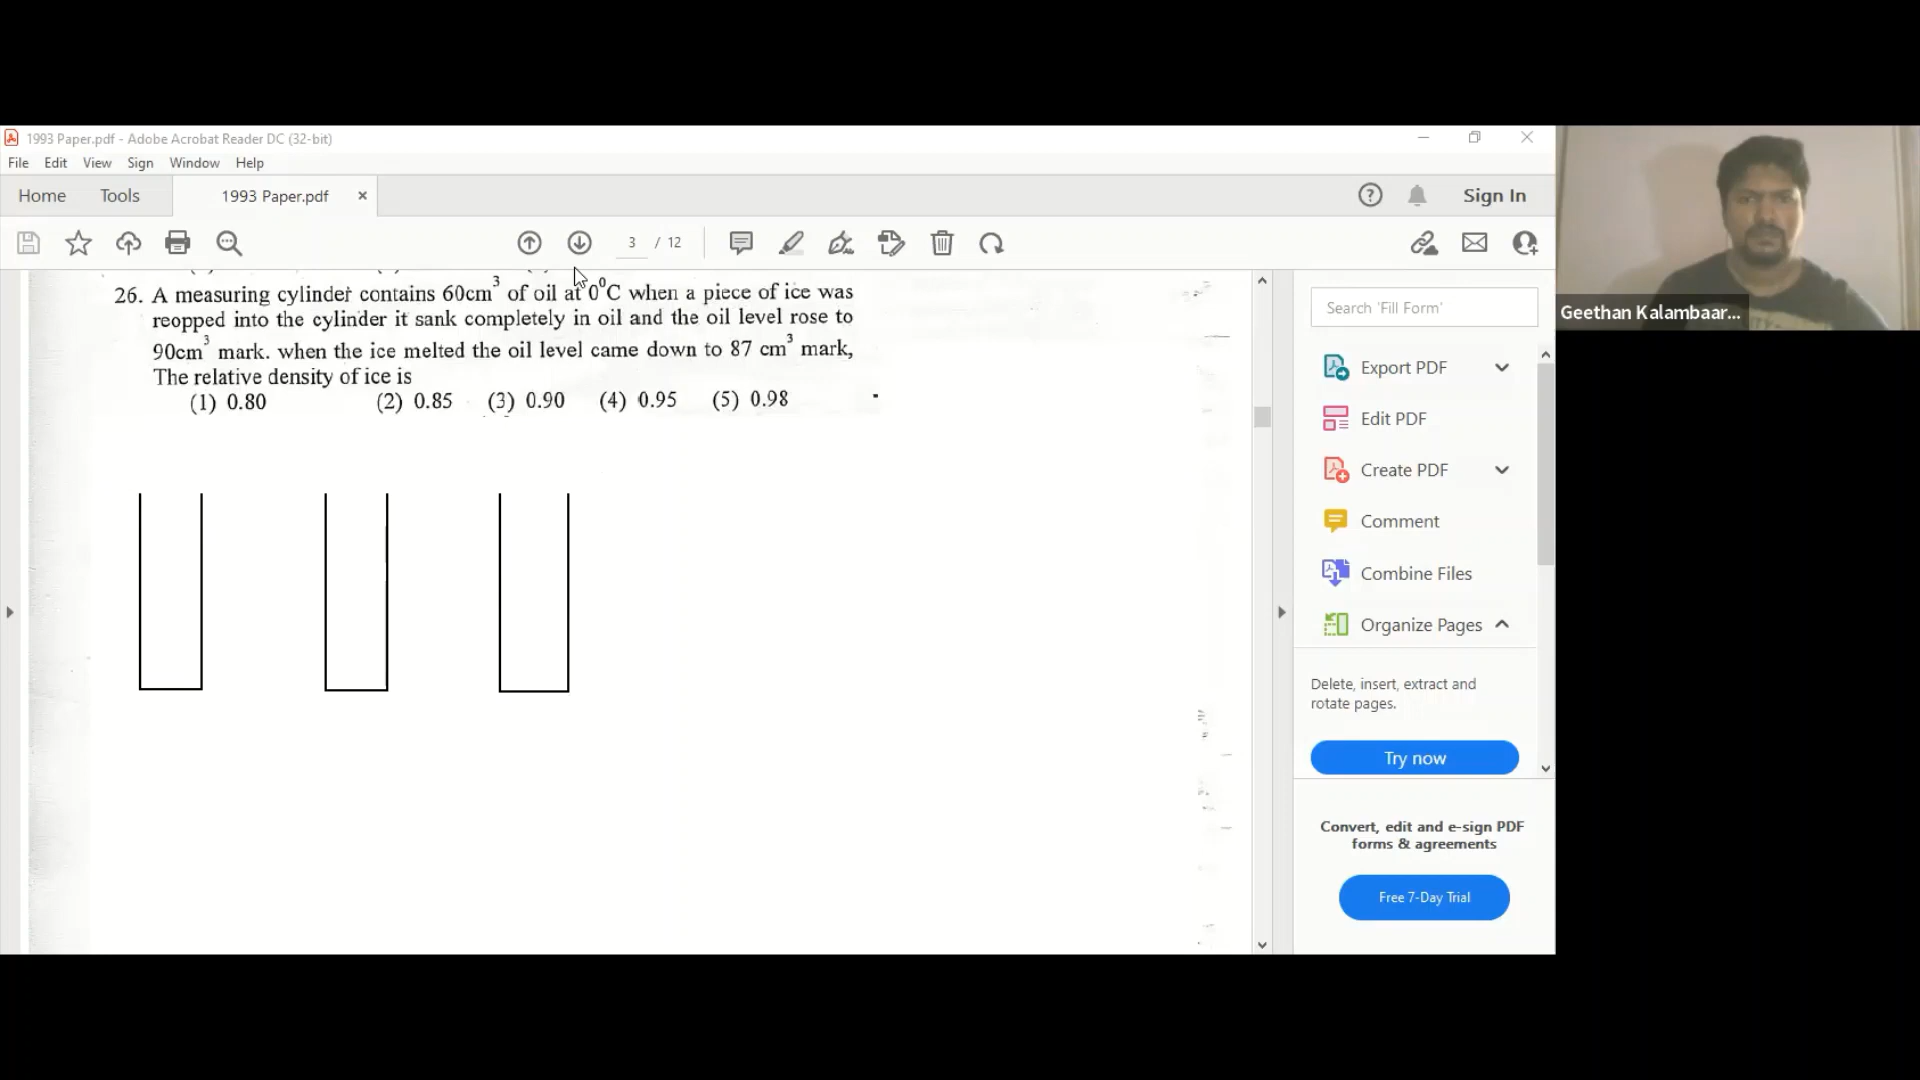 1993 Paper.pdf - Adobe Acrobat Reader DC (32-bit)
File Edit View Sign Window Help
Home Tools 1993 Paper.pdf × Sign In
3 / 12
26. A measuring cylinder contains 60cm³ of oil at 0⁰C when a piece of ice was
reopped into the cylinder it sank completely in oil and the oil level rose to
90cm³ mark. when the ice melted the oil level came down to 87 cm³ mark,
The relative density of ice is
(1) 0.80 (2) 0.85 (3) 0.90 (4) 0.95 (5) 0.98
Search 'Fill Form'
Export PDF
Edit PDF
Create PDF
Comment
Combine Files
Organize Pages
Delete, insert, extract and
rotate pages.
Try now
Convert, edit and e-sign PDF
forms & agreements
Free 7-Day Trial
Geethan Kalambaar...